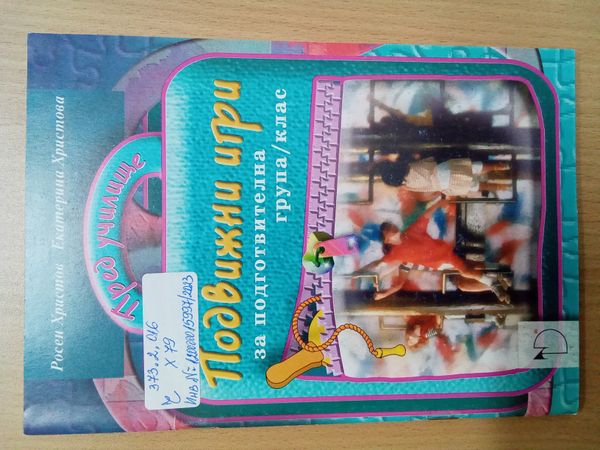 Росен Христов Екатерина Христова
Пред училище
Подвижни игри
за подготвителна
група/клас
373.2.016
Х 79